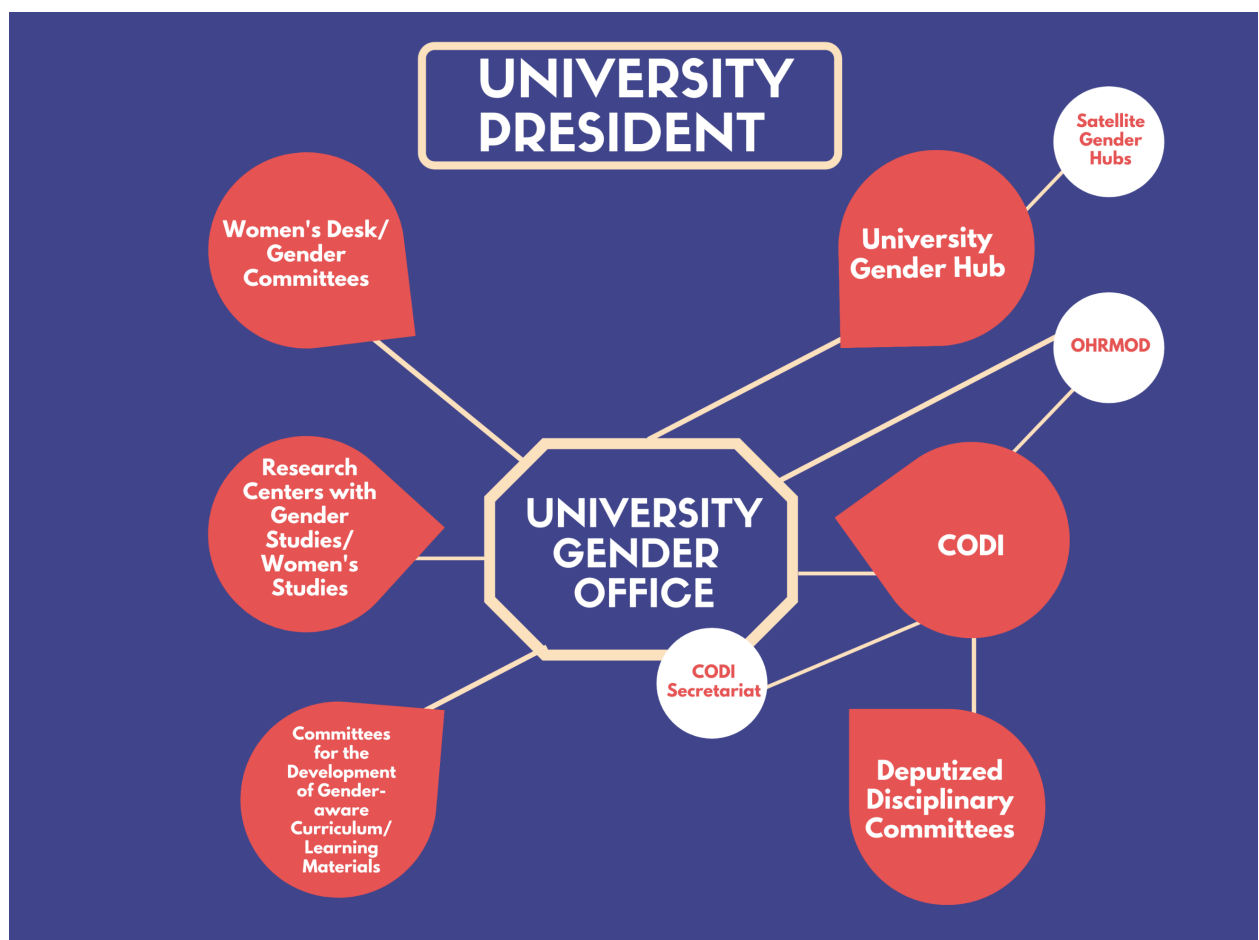 UNIVERSITY
PRESIDENT
Satellite
Gender
Hubs
Women's Desk/
Gender
Committees
University
Gender Hub
OHRMOD
Research
Centers with
Gender
Studies/
Women's
Studies
UNIVERSITY
GENDER
OFFICE
CODI
CODI
Secretariat
Committees
for the
Development
of Gender-
aware
Curriculum/
Learning
Materials
Deputized
Disciplinary
Committees